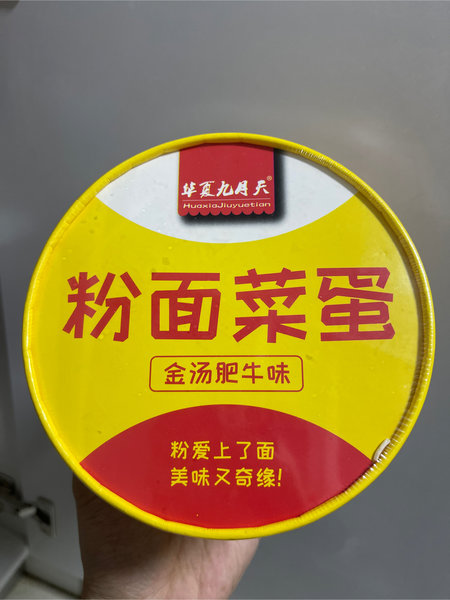 华夏九月天®
HuaxiaJiuyuetian
粉面菜蛋
金汤肥牛味
粉爱上了面
美味又奇缘!